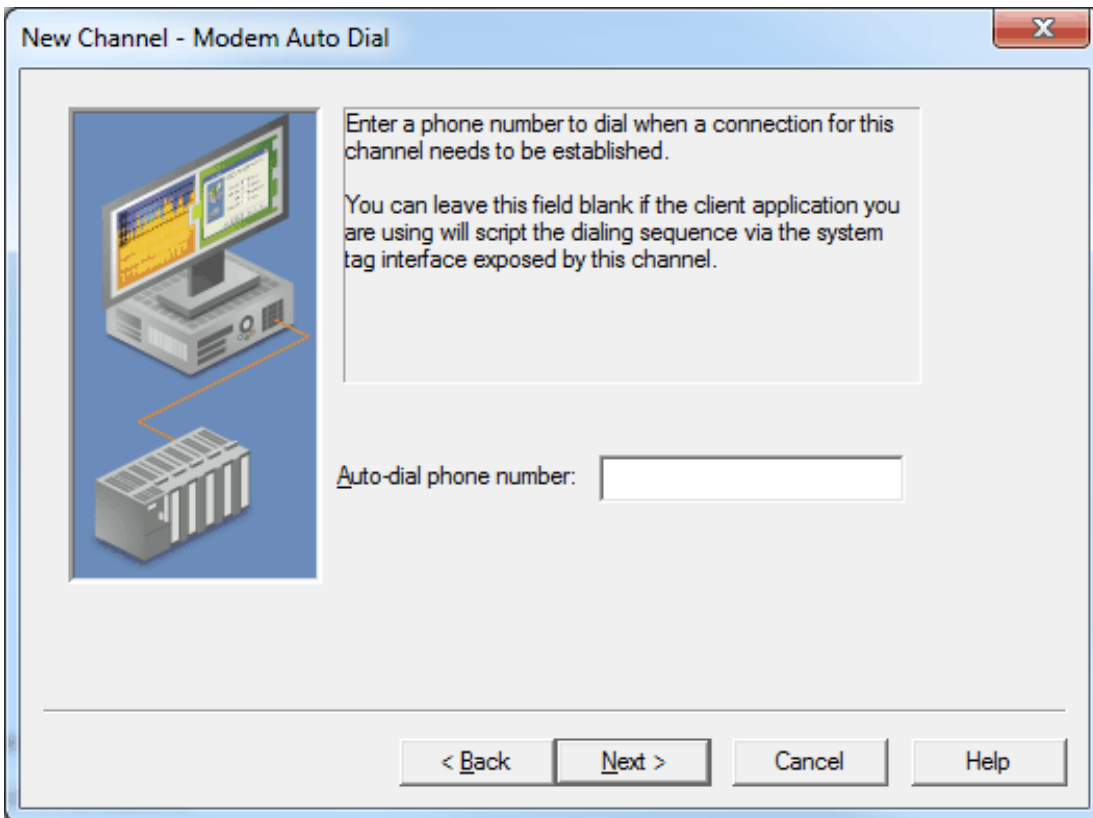 New Channel - Modem Auto Dial
Enter a phone number to dial when a connection for this
channel needs to be established.
You can leave this field blank if the client application you
are using will script the dialing sequence via the system
tag interface exposed by this channel.
Auto-dial phone number:
< Back
Next >
Cancel
Help